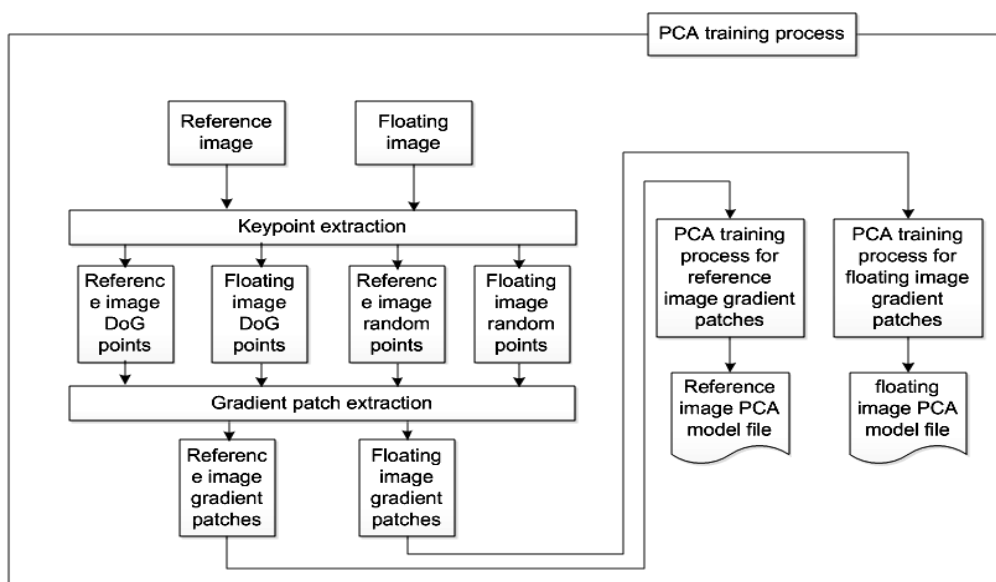 PCA training process
Reference
image
Floating
image
Keypoint extraction
Referenc
e image
DoG
points
Floating
image
DoG
points
Referenc
e image
random
points
Floating
image
random
points
Gradient patch extraction
Referenc
e image
gradient
patches
Floating
image
gradient
patches
PCA training
process for
reference
image gradient
patches
PCA training
process for
floating image
gradient
patches
Reference
image PCA
model file
floating
image PCA
model file